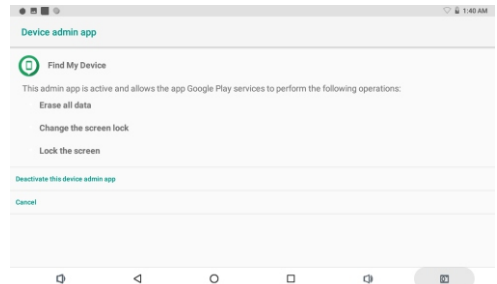 1:40 AM
Device admin app
Find My Device
This admin app is active and allows the app Google Play services to perform the following operations:
Erase all data
Change the screen lock
Lock the screen
Deactivate this device admin app
Cancel